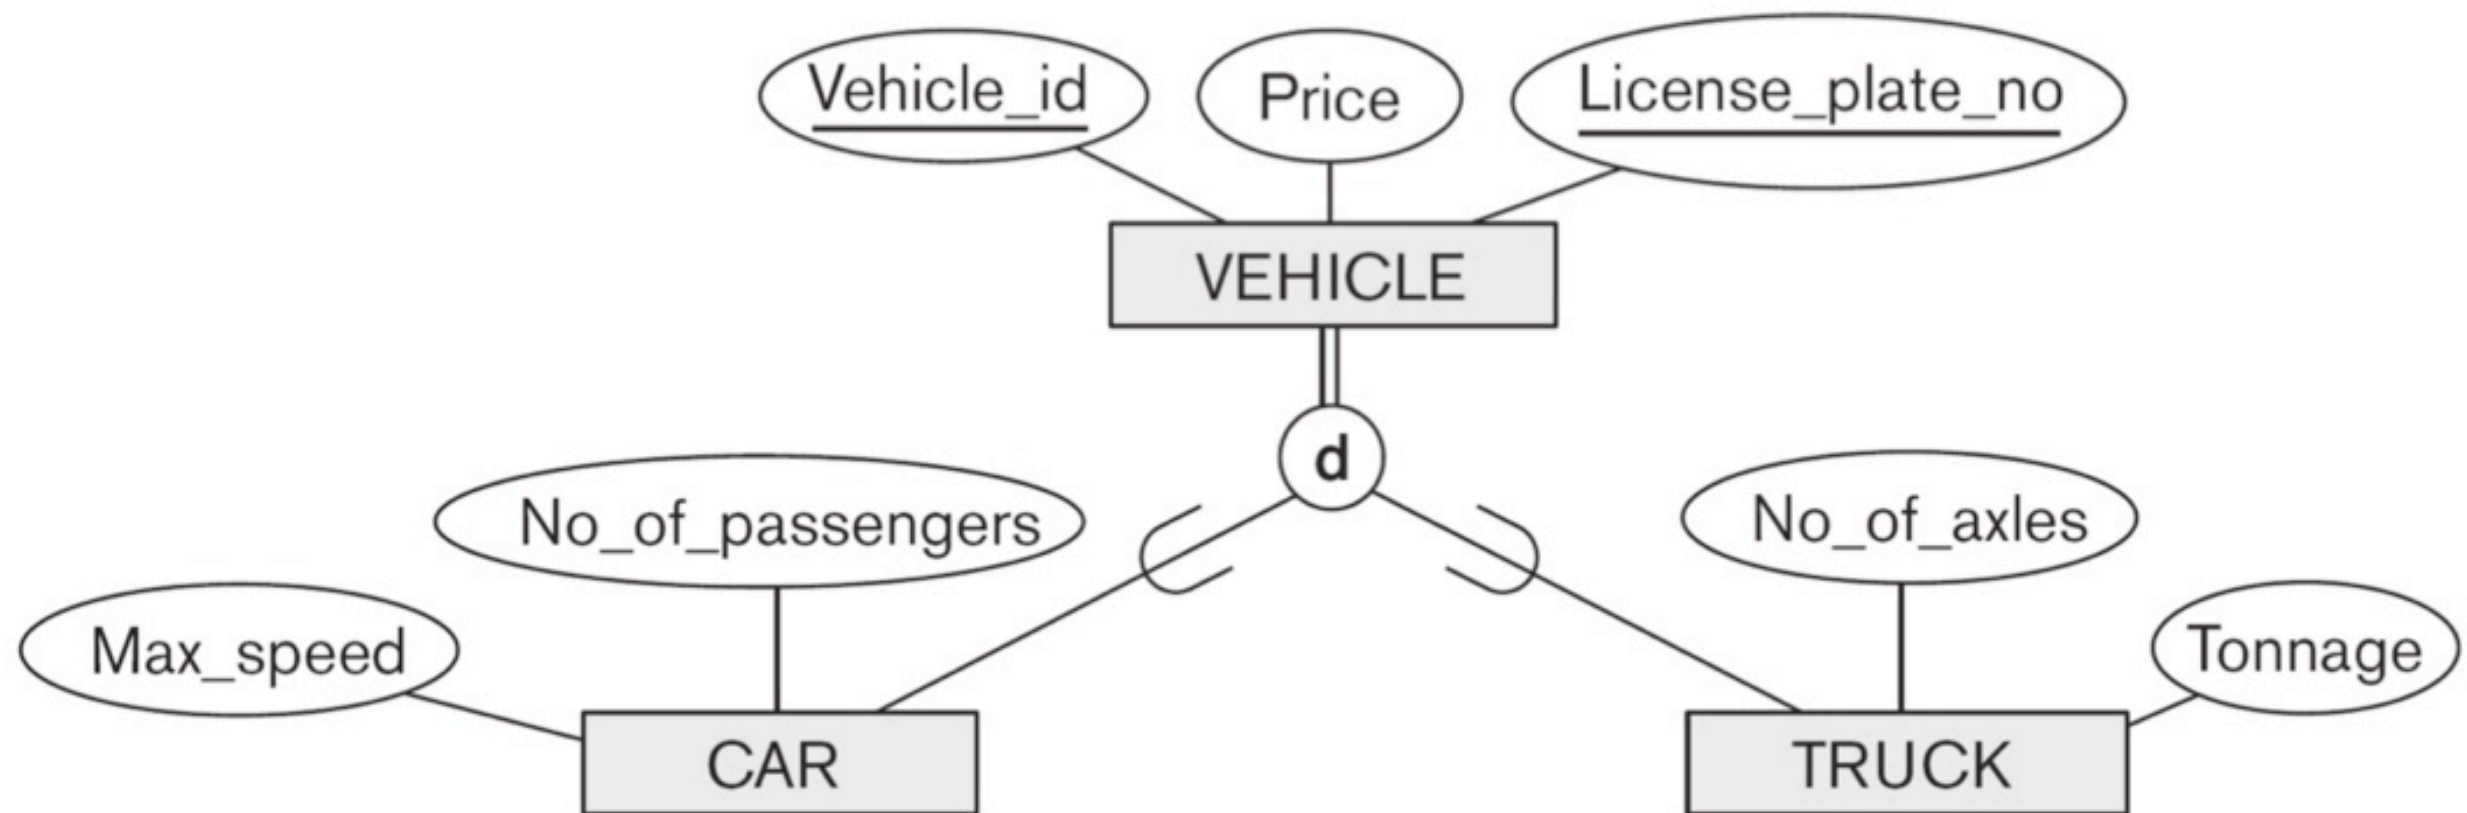 Vehicle_id
Price
License_plate_no
VEHICLE
d
No_of_passengers
No_of_axles
Max_speed
Tonnage
CAR
TRUCK